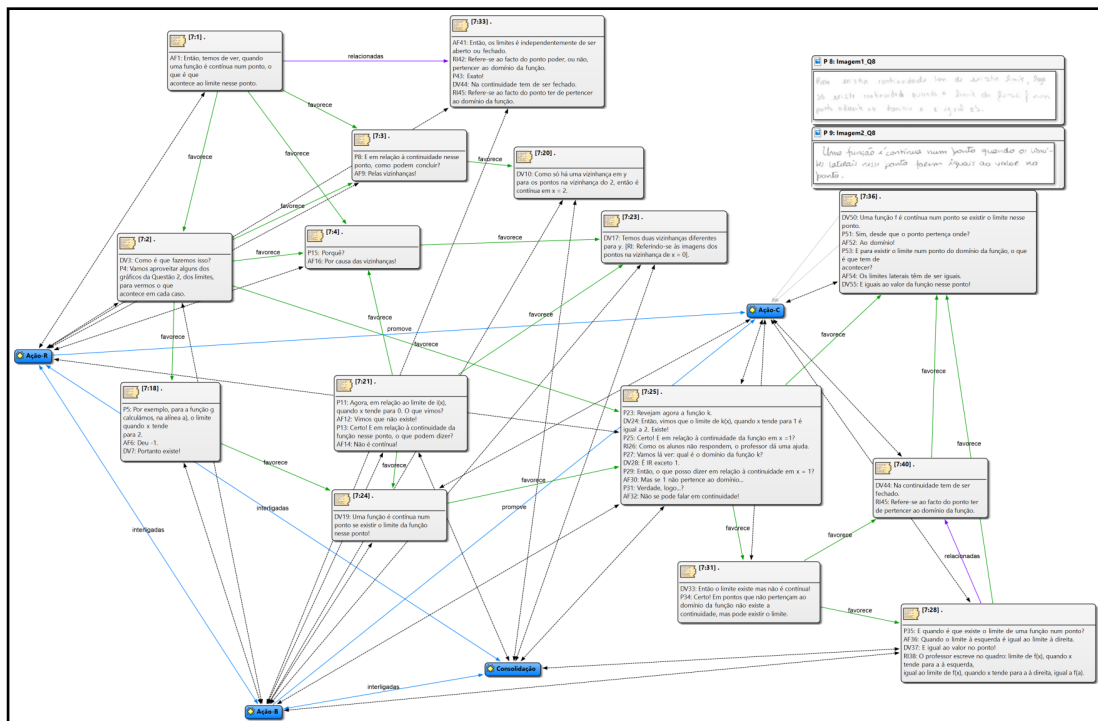 [7:1] .
AF1: Então, temos de ver, quando
uma função é contínua num ponto, o
que é que
acontece ao limite nesse ponto.
relacionadas
[7:33] .
AF41: Então, os limites é independentemente de ser
aberto ou fechado.
RI42: Refere-se ao facto do ponto poder, ou não,
pertencer ao domínio da função.
P43: Exato!
DV44: Na continuidade tem de ser fechado.
RI45: Refere-se ao facto do ponto ter de pertencer
ao domínio da função.
P 8: Imagem1_Q8
P 9: Imagem2_Q8
Uma função é contínua num ponto quando os
laterais nesse ponto forem iguais ao valor no
ponto.
favorece
favorece
favorece
[7:3] .
P8: E em relação à continuidade nesse
ponto, como podem concluir?
AF9: Pelas vizinhanças!
favorece
[7:20] .
DV10: Como só há uma vizinhança em y
para os pontos na vizinhança do 2, então é
contínua em x = 2.
[7:36] .
DV50: Uma função f é contínua num ponto se existir o limite nesse
ponto.
P51: Sim, desde que o ponto pertença onde?
AF52: Ao domínio!
P53: E para existir o limite num ponto do domínio da função, o que
é que tem de
acontecer?
AF54: Os limites laterais têm de ser iguais.
DV55: E iguais ao valor da função nesse ponto!
favorece
[7:2] .
DV3: Como é que fazemos isso?
P4: Vamos aproveitar alguns dos
gráficos da Questão 2, dos limites,
para vermos o que
acontece em cada caso.
favorece
[7:4] .
P15: Porquê?
AF16: Por causa das vizinhanças!
favorece
[7:23] .
DV17: Temos duas vizinhanças diferentes
para y. [RI: Referindo-se às imagens dos
pontos na vizinhança de x = 0].
Ação-C
promove
favorece
favorece
favorece
favorece
favorece
favorece
Ação-R
[7:18] .
P5: Por exemplo, para a função g
calculámos, na alínea a), o limite
quando x tende
para 2.
AF6: Deu -1.
DV7: Portanto existe!
[7:21] .
P11: Agora, em relação ao limite de i(x),
quando x tende para 0. O que vimos?
AF12: Vimos que não existe!
P13: Certo! E em relação à continuidade da
função nesse ponto, o que podem dizer?
AF14: Não é contínua!
[7:25] .
P23: Revejam agora a função k.
DV24: Então, vimos que o limite de k(x), quando x tende para 1 é
igual a 2. Existe!
P25: Certo! E em relação à continuidade da função em x =1?
RI26: Como os alunos não respondem, o professor dá uma ajuda.
P27: Vamos lá ver: qual é o domínio da função k?
DV28: É IR exceto 1.
P29: Então, o que posso dizer em relação à continuidade em x = 1?
AF30: Mas se 1 não pertence ao domínio...
P31: Verdade, logo...?
AF32: Não se pode falar em continuidade!
favorece
favorece
favorece
[7:24] .
DV19: Uma função é contínua num
ponto se existir o limite da função
nesse ponto!
[7:40] .
DV44: Na continuidade tem de ser
fechado.
RI45: Refere-se ao facto do ponto ter
de pertencer ao domínio da função.
interligadas
interligadas
promove
favorece
favorece
relacionadas
[7:31] .
DV33: Então o limite existe mas não é contínua!
P34: Certo! Em pontos que não pertençam ao
domínio da função não existe a
continuidade, mas pode existir o limite.
favorece
[7:28] .
P35: E quando é que existe o limite de uma função num ponto?
AF36: Quando o limite à esquerda é igual ao limite à direita.
DV37: E igual ao valor no ponto!
RI38: O professor escreve no quadro: limite de f(x), quando x
tende para a à esquerda,
igual ao limite de f(x), quando x tende para a à direita, igual a f(a).
Consolidação
interligadas
Ação-B